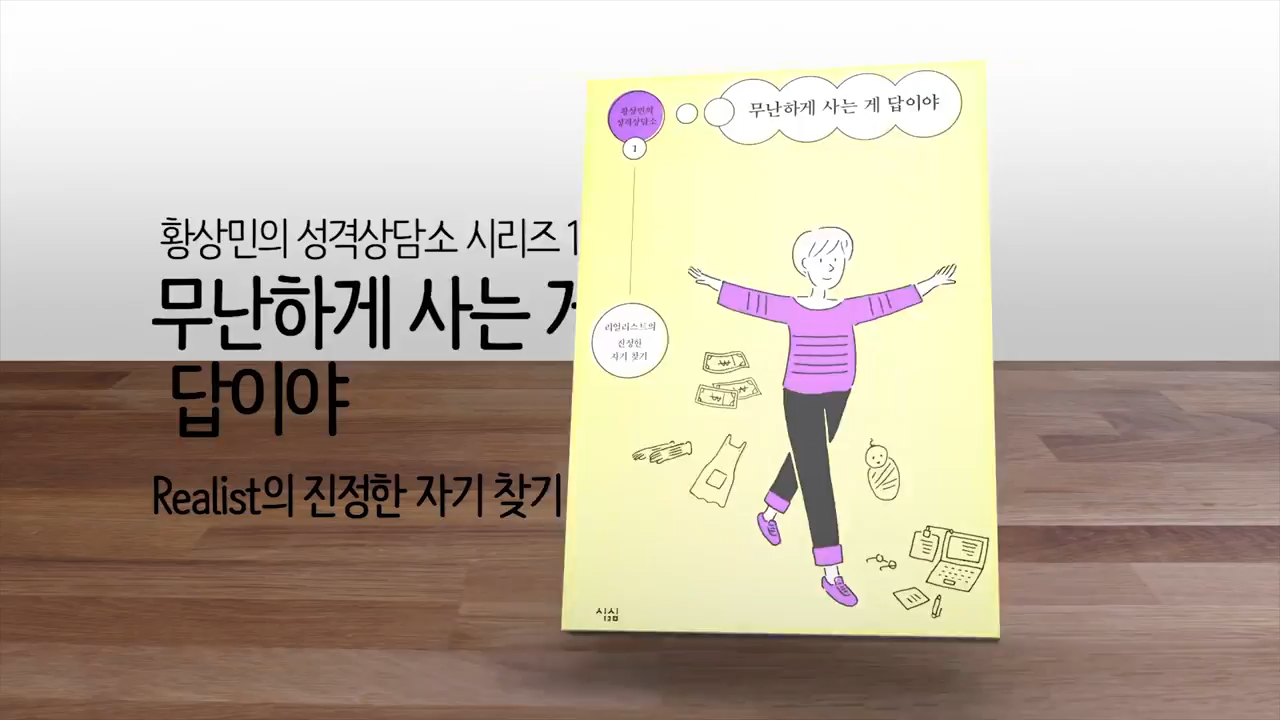 황상민의 성격상담소 시리즈 1
무난하게 사는 게
답이야
Realist의 진정한 자기 찾기
황상민의
성격상담소
1
무난하게 사는 게 답이야
리얼리스트의
진정한
자기 찾기
심심